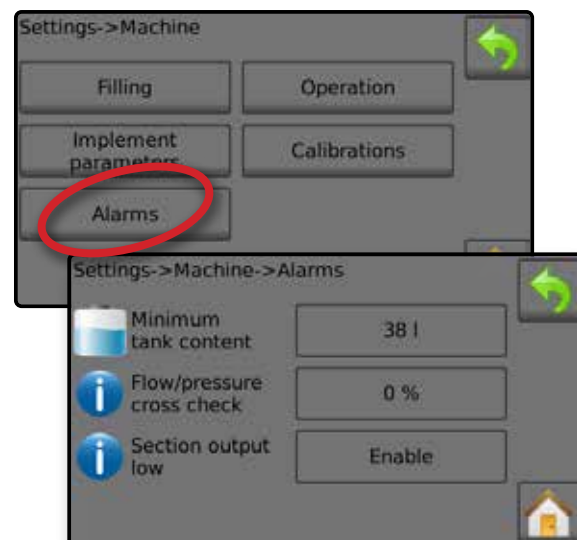 Settings->Machine
Filling
Operation
Implement
parameters
Calibrations
Alarms
Settings->Machine->Alarms
Minimum
tank content
38 l
Flow/pressure
cross check
0 %
Section output
low
Enable